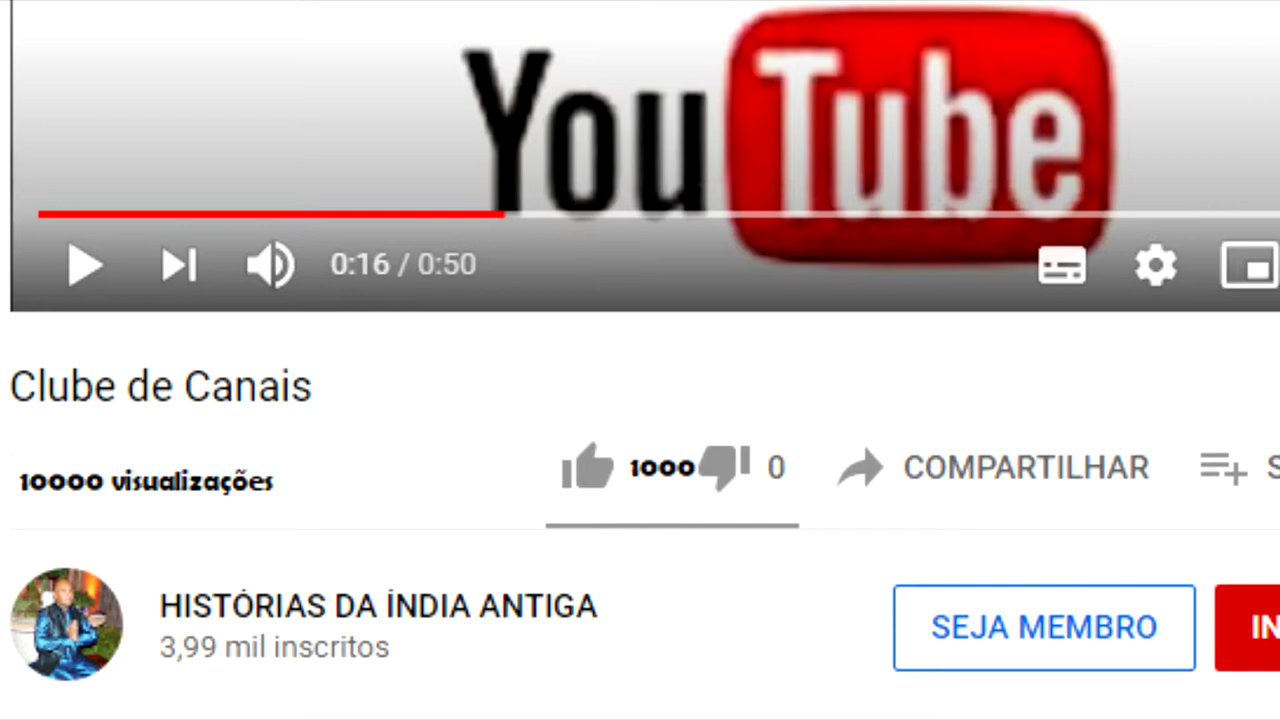 YouTube
0:16 / 0:50
Clube de Canais
10000 visualizações
1000 0 COMPARTILHAR S
HISTÓRIAS DA ÍNDIA ANTIGA
3,99 mil inscritos
SEJA MEMBRO IN